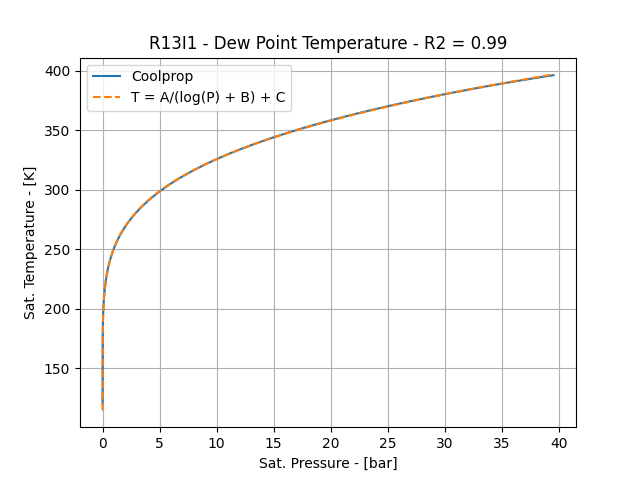 R13I1 - Dew Point Temperature - R2 = 0.99
Coolprop
T = A/(log(P) + B) + C
Sat. Temperature - [K]
400
350
300
250
200
150
0 5 10 15 20 25 30 35 40
Sat. Pressure - [bar]